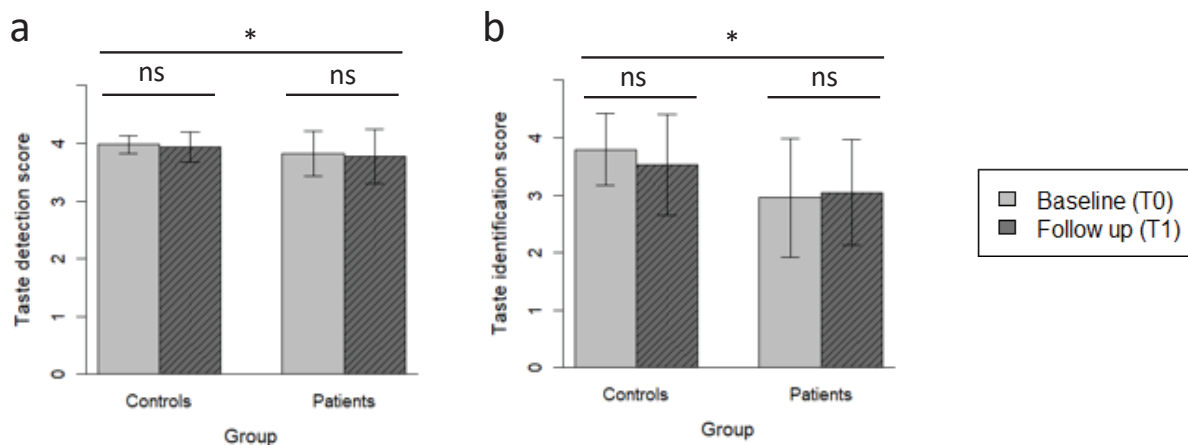 a
*
ns
ns
Taste detection score
5
4
3
2
1
0
Controls
Patients
Group
b
*
ns
ns
Taste identification score
4
3
2
1
0
Controls
Patients
Group
Baseline (T0)
Follow up (T1)